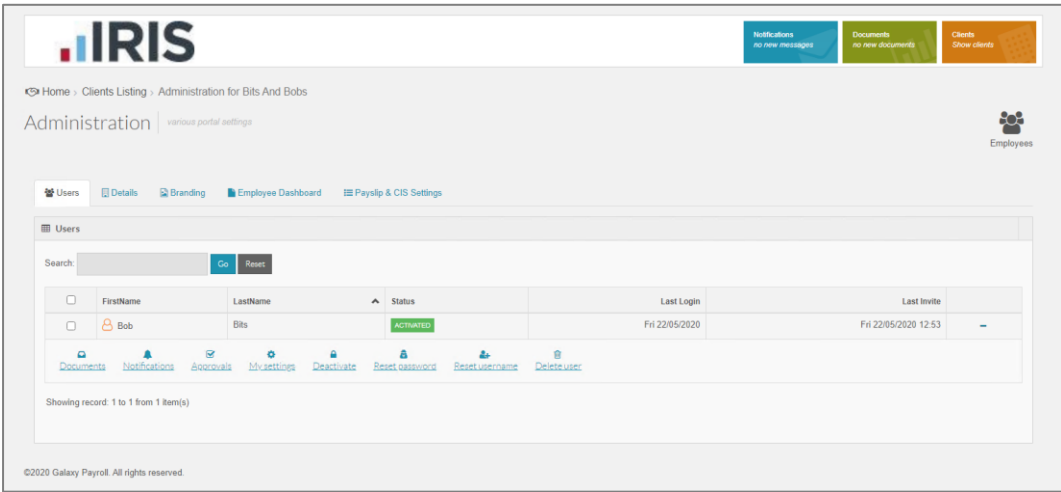 IRIS
Notifications
no new messages
Documents
no new documents
Clients
Show clients
Home › Clients Listing › Administration for Bits And Bobs
Administration various portal settings
Employees
Users Details Branding Employee Dashboard Payslip & CIS Settings
Users
Search: Go Reset
FirstName LastName Status Last Login Last Invite
Bob Bits ACTIVATED Fri 22/05/2020 Fri 22/05/2020 12:53
Documents Notifications Approvals My settings Deactivate Reset password Reset username Delete user
Showing record: 1 to 1 from 1 item(s)
©2020 Galaxy Payroll. All rights reserved.